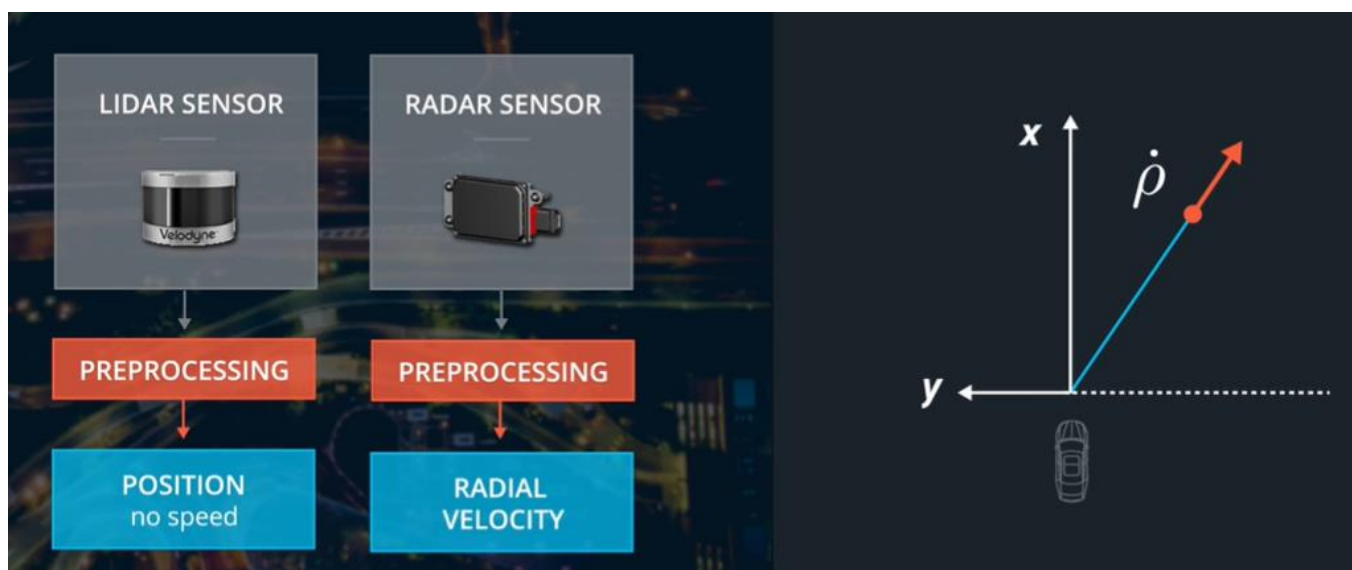 LIDAR SENSOR
Velodyne
PREPROCESSING
POSITION
no speed
RADAR SENSOR
PREPROCESSING
RADIAL
VELOCITY
x
ρ̇
y